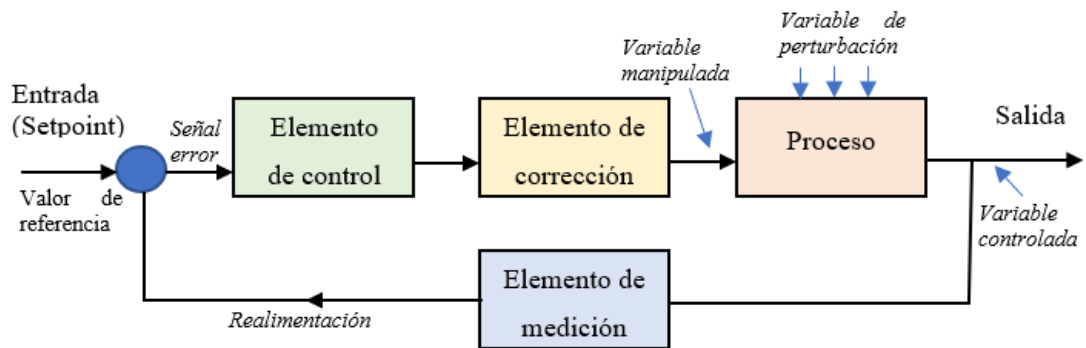 Variable de
perturbación
Variable
manipulada
Entrada
(Setpoint)
Señal
error
Elemento
de control
Elemento de
corrección
Proceso
Salida
Valor de
referencia
Variable
controlada
Elemento de
medición
Realimentación